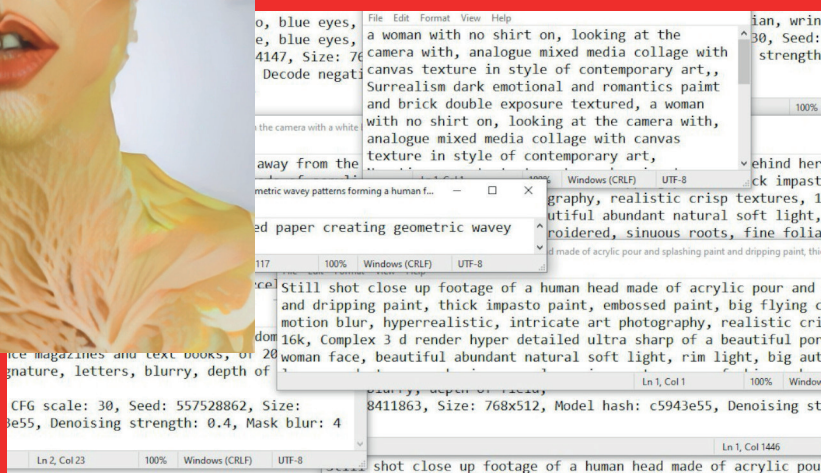 o, blue eyes,
e, blue eyes,
4147, Size: 76
Decode negati
File Edit Format View Help
a woman with no shirt on, looking at the
camera with, analogue mixed media collage with
canvas texture in style of contemporary art,,
Surrealism dark emotional and romantics paimt
and brick double exposure textured, a woman
with no shirt on, looking at the camera with,
analogue mixed media collage with canvas
texture in style of contemporary art,
Windows (CRLF) UTF-8
ian, wrin
30, Seed:
strength
100%
the camera with a white
away from the
ehind her
ck impast
graphy, realistic crisp textures, 1
utiful abundant natural soft light,
roidered, sinuous roots, fine folia
metric wavey patterns forming a human f...
ed paper creating geometric wavey
117 100% Windows (CRLF) UTF-8
d made of acrylic pour and splashing paint and dripping paint, thic
Still shot close up footage of a human head made of acrylic pour and
and dripping paint, thick impasto paint, embossed paint, big flying c
motion blur, hyperrealistic, intricate art photography, realistic cri
16k, Complex 3 d render hyper detailed ultra sharp of a beautiful por
woman face, beautiful abundant natural soft light, rim light, big aut
Ln 1, Col 1 100% Window
dom
ice magazines and text books, of 20
gnature, letters, blurry, depth of
CFG scale: 30, Seed: 557528862, Size:
3e55, Denoising strength: 0.4, Mask blur: 4
Ln 2, Col 23 100% Windows (CRLF) UTF-8
blurry, depth of field,
8411863, Size: 768x512, Model hash: c5943e55, Denoising st
Ln 1, Col 1446
shot close up footage of a human head made of acrylic pou